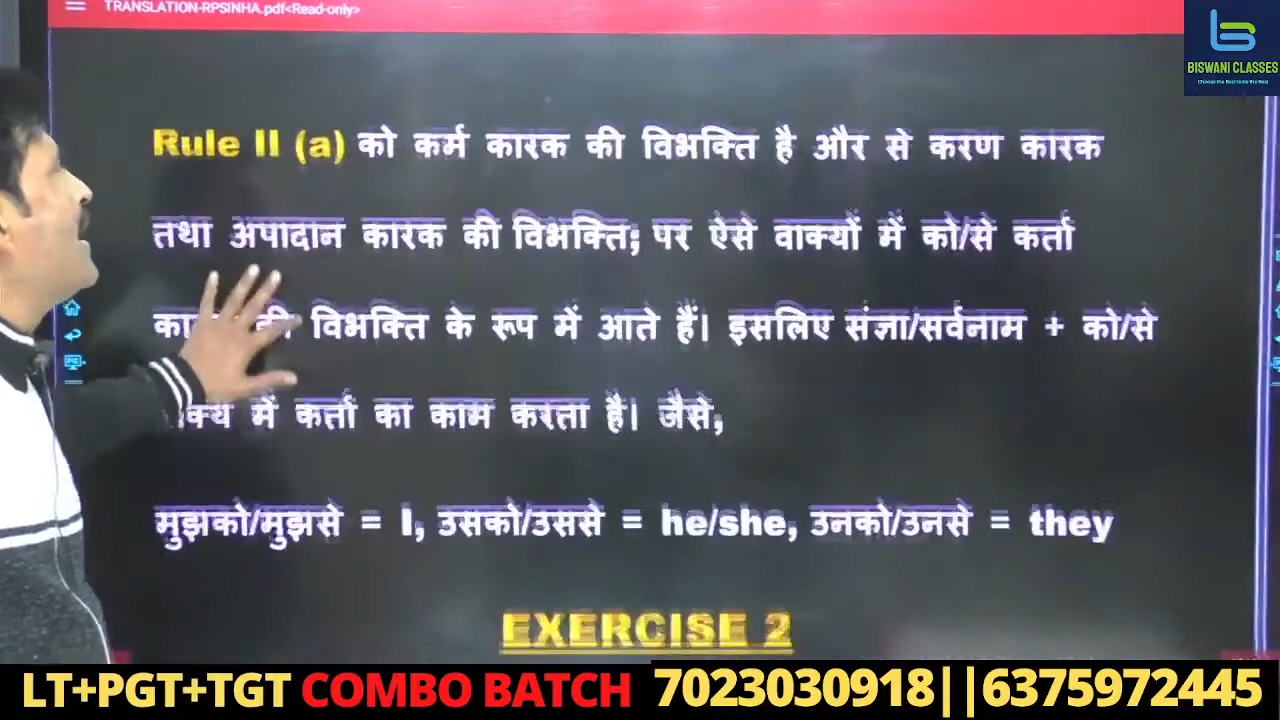 TRANSLATION-RPSINHA.pdf<Read-only>
BISWANI CLASSES
Rule II (a) को कर्म कारक की विभक्ति है और से करण कारक
तथा अपादान कारक की विभक्ति; पर ऐसे वाक्यों में को/से कर्ता
की विभक्ति के रूप में आते हैं। इसलिए संज्ञा/सर्वनाम + को/से
में कर्ता का काम करता है। जैसे,
मुझको/मुझसे = I, उसको/उससे = he/she, उनको/उनसे = they
EXERCISE 2
LT+PGT+TGT COMBO BATCH 7023030918||6375972445